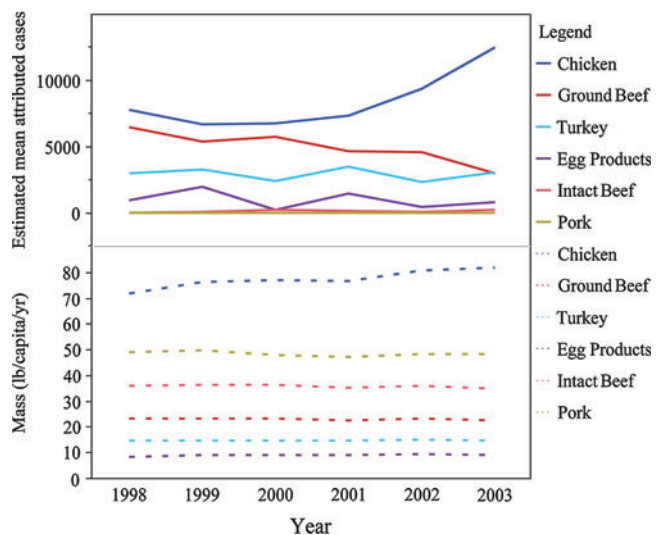 Estimated mean attributed cases
10000
5000
0
Mass (lb/capita/yr)
80
70
60
50
40
30
20
10
0
1998 1999 2000 2001 2002 2003
Year
Legend
Chicken
Ground Beef
Turkey
Egg Products
Intact Beef
Pork
Chicken
Ground Beef
Turkey
Egg Products
Intact Beef
Pork